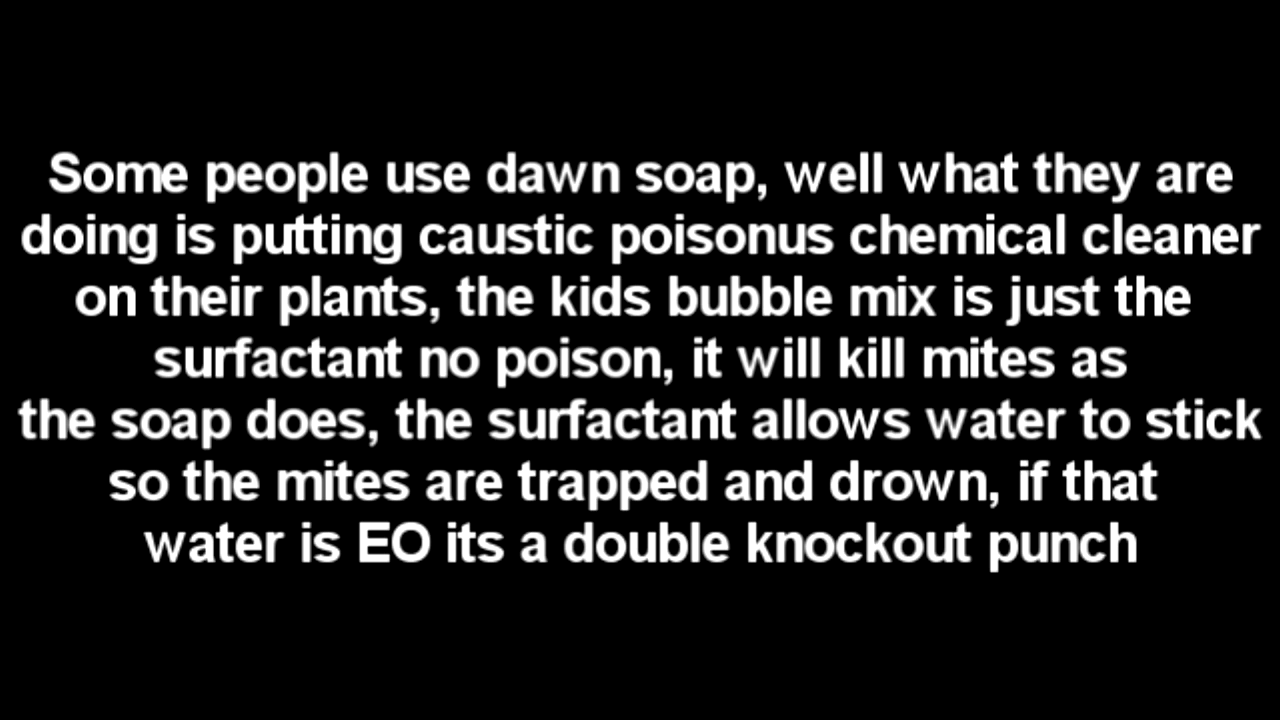 Some people use dawn soap, well what they are
doing is putting caustic poisonus chemical cleaner
on their plants, the kids bubble mix is just the
surfactant no poison, it will kill mites as
the soap does, the surfactant allows water to stick
so the mites are trapped and drown, if that
water is EO its a double knockout punch